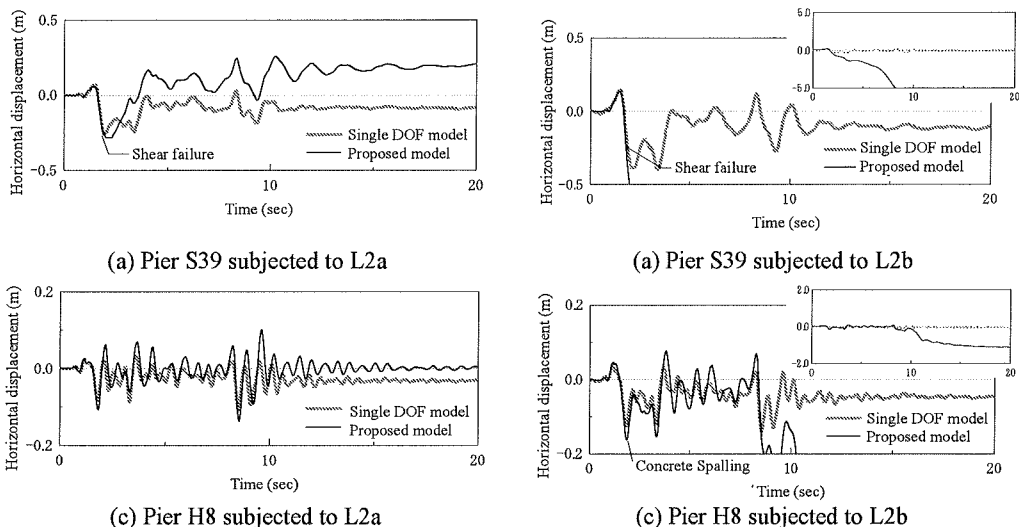 Horizontal displacement (m)
0.5
0.0
−0.5
Shear failure
Single DOF model
Proposed model
0
10
20
Time (sec)
(a) Pier S39 subjected to L2a
Horizontal displacement (m)
0.5
0.0
−0.5
5.0
0.0
-5.0
0
10
20
Shear failure
Single DOF model
Proposed model
0
10
20
Time (sec)
(a) Pier S39 subjected to L2b
Horizontal displacement (m)
0.2
0.0
−0.2
Single DOF model
Proposed model
0
10
20
Time (sec)
(c) Pier H8 subjected to L2a
Horizontal displacement (m)
0.2
0.0
−0.2
2.0
0.0
-2.0
0
10
20
Single DOF model
Proposed model
Concrete Spalling
0
10
20
Time (sec)
(c) Pier H8 subjected to L2b